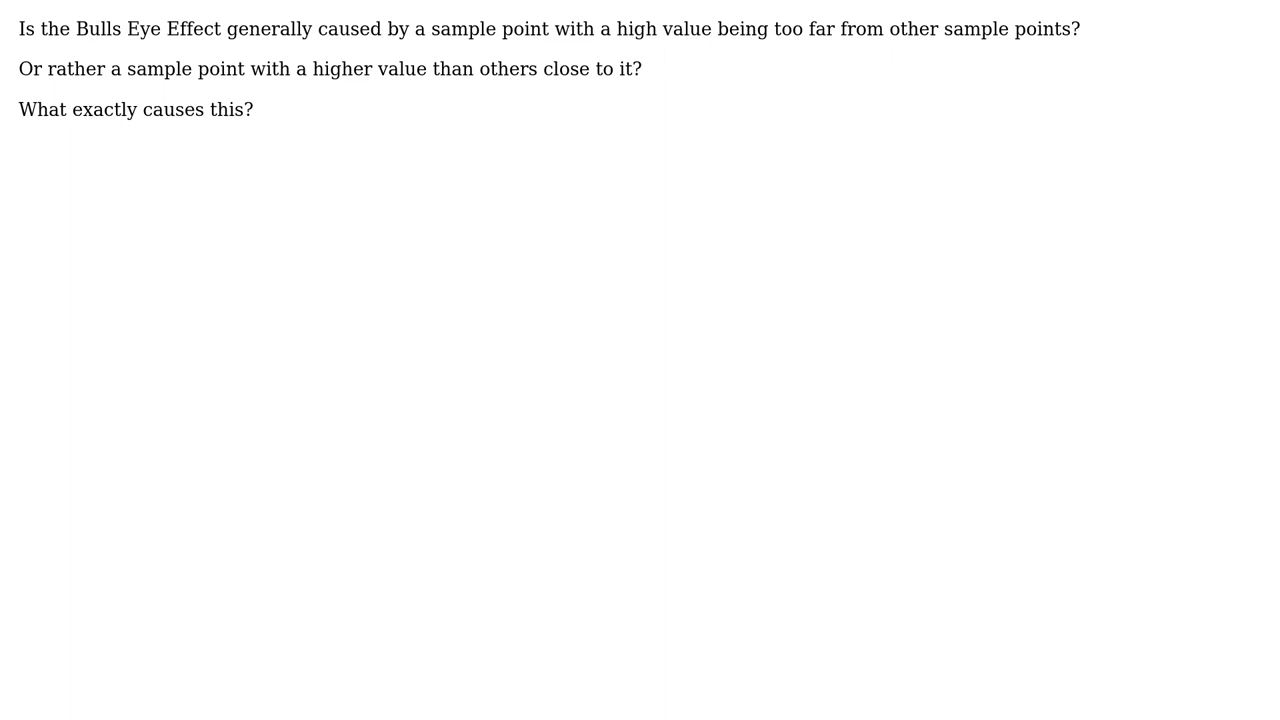 Is the Bulls Eye Effect generally caused by a sample point with a high value being too far from other sample points?
Or rather a sample point with a higher value than others close to it?
What exactly causes this?